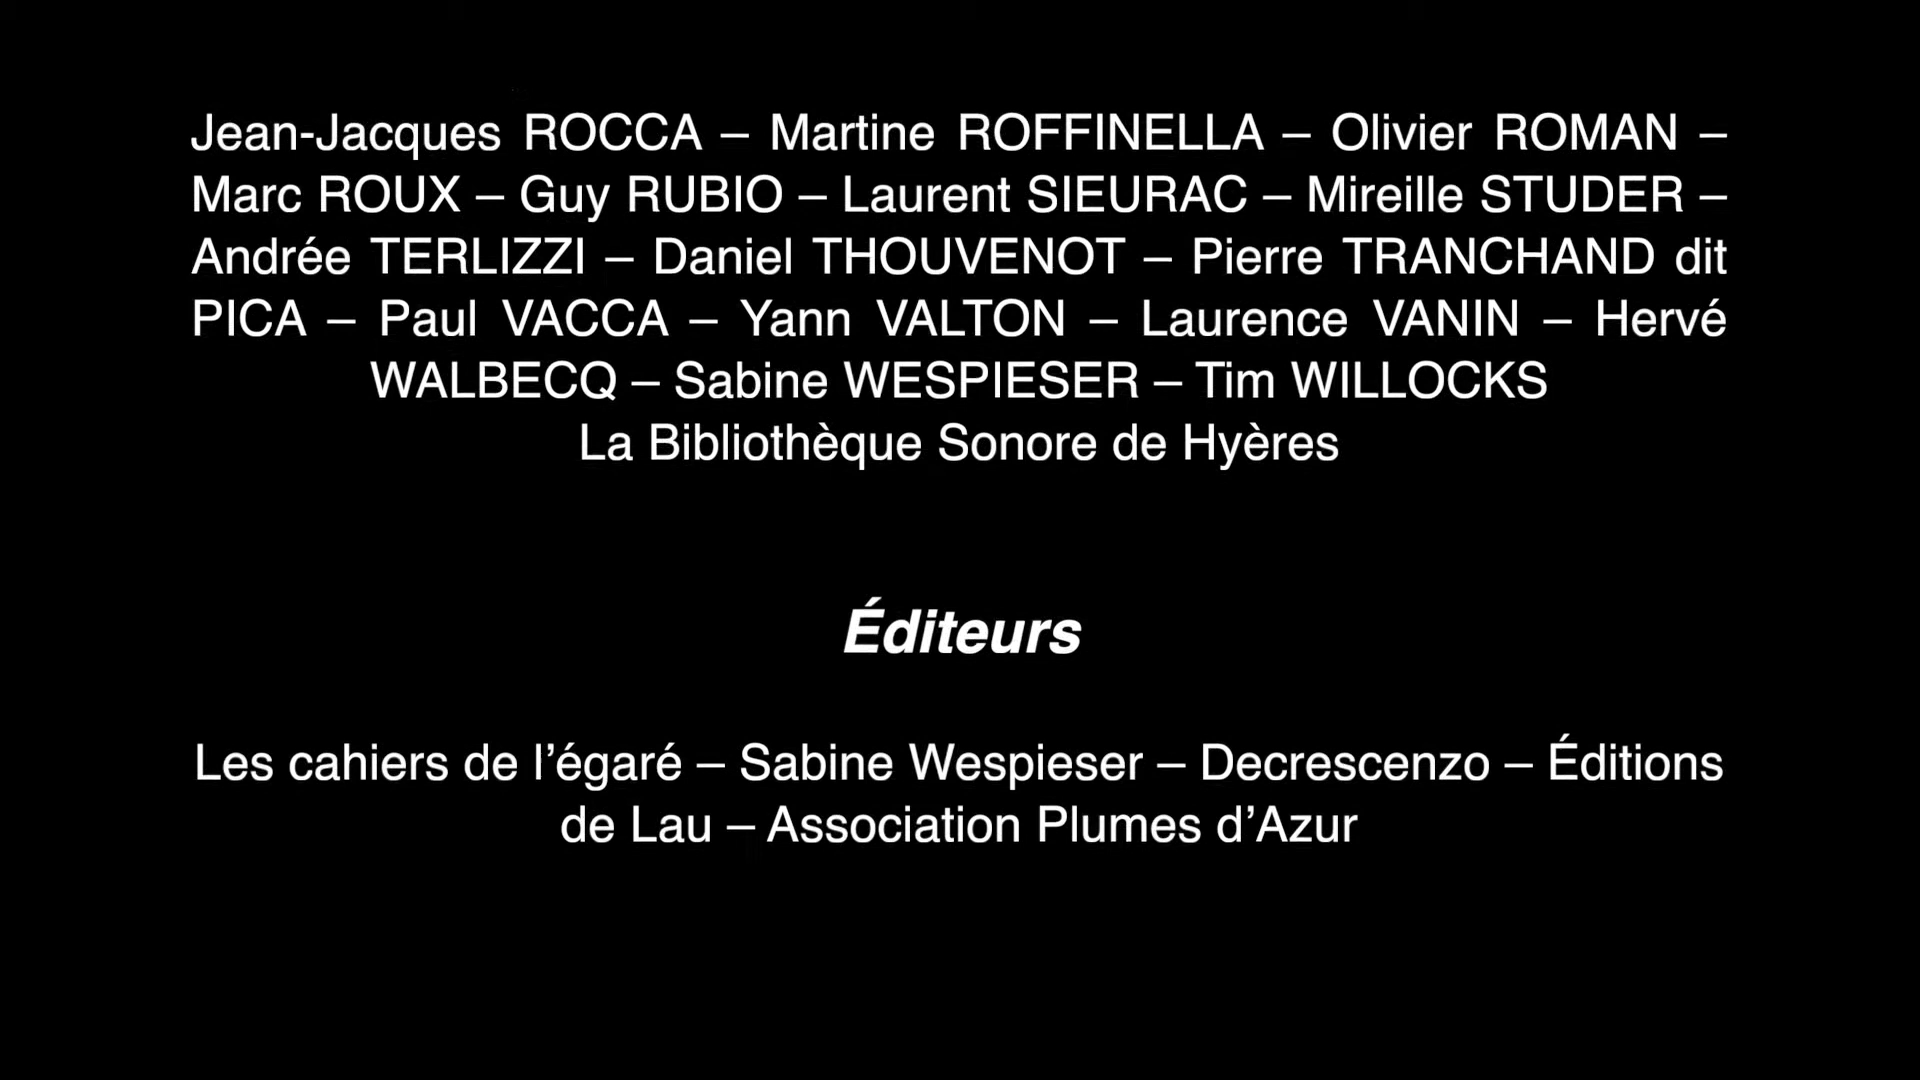 Jean-Jacques ROCCA – Martine ROFFINELLA – Olivier ROMAN –
Marc ROUX – Guy RUBIO – Laurent SIEURAC – Mireille STUDER –
Andrée TERLIZZI – Daniel THOUVENOT – Pierre TRANCHAND dit
PICA – Paul VACCA – Yann VALTON – Laurence VANIN – Hervé
WALBECQ – Sabine WESPIESER – Tim WILLOCKS
La Bibliothèque Sonore de Hyères
Éditeurs
Les cahiers de l’égaré – Sabine Wespieser – Decrescenzo – Éditions
de Lau – Association Plumes d’Azur